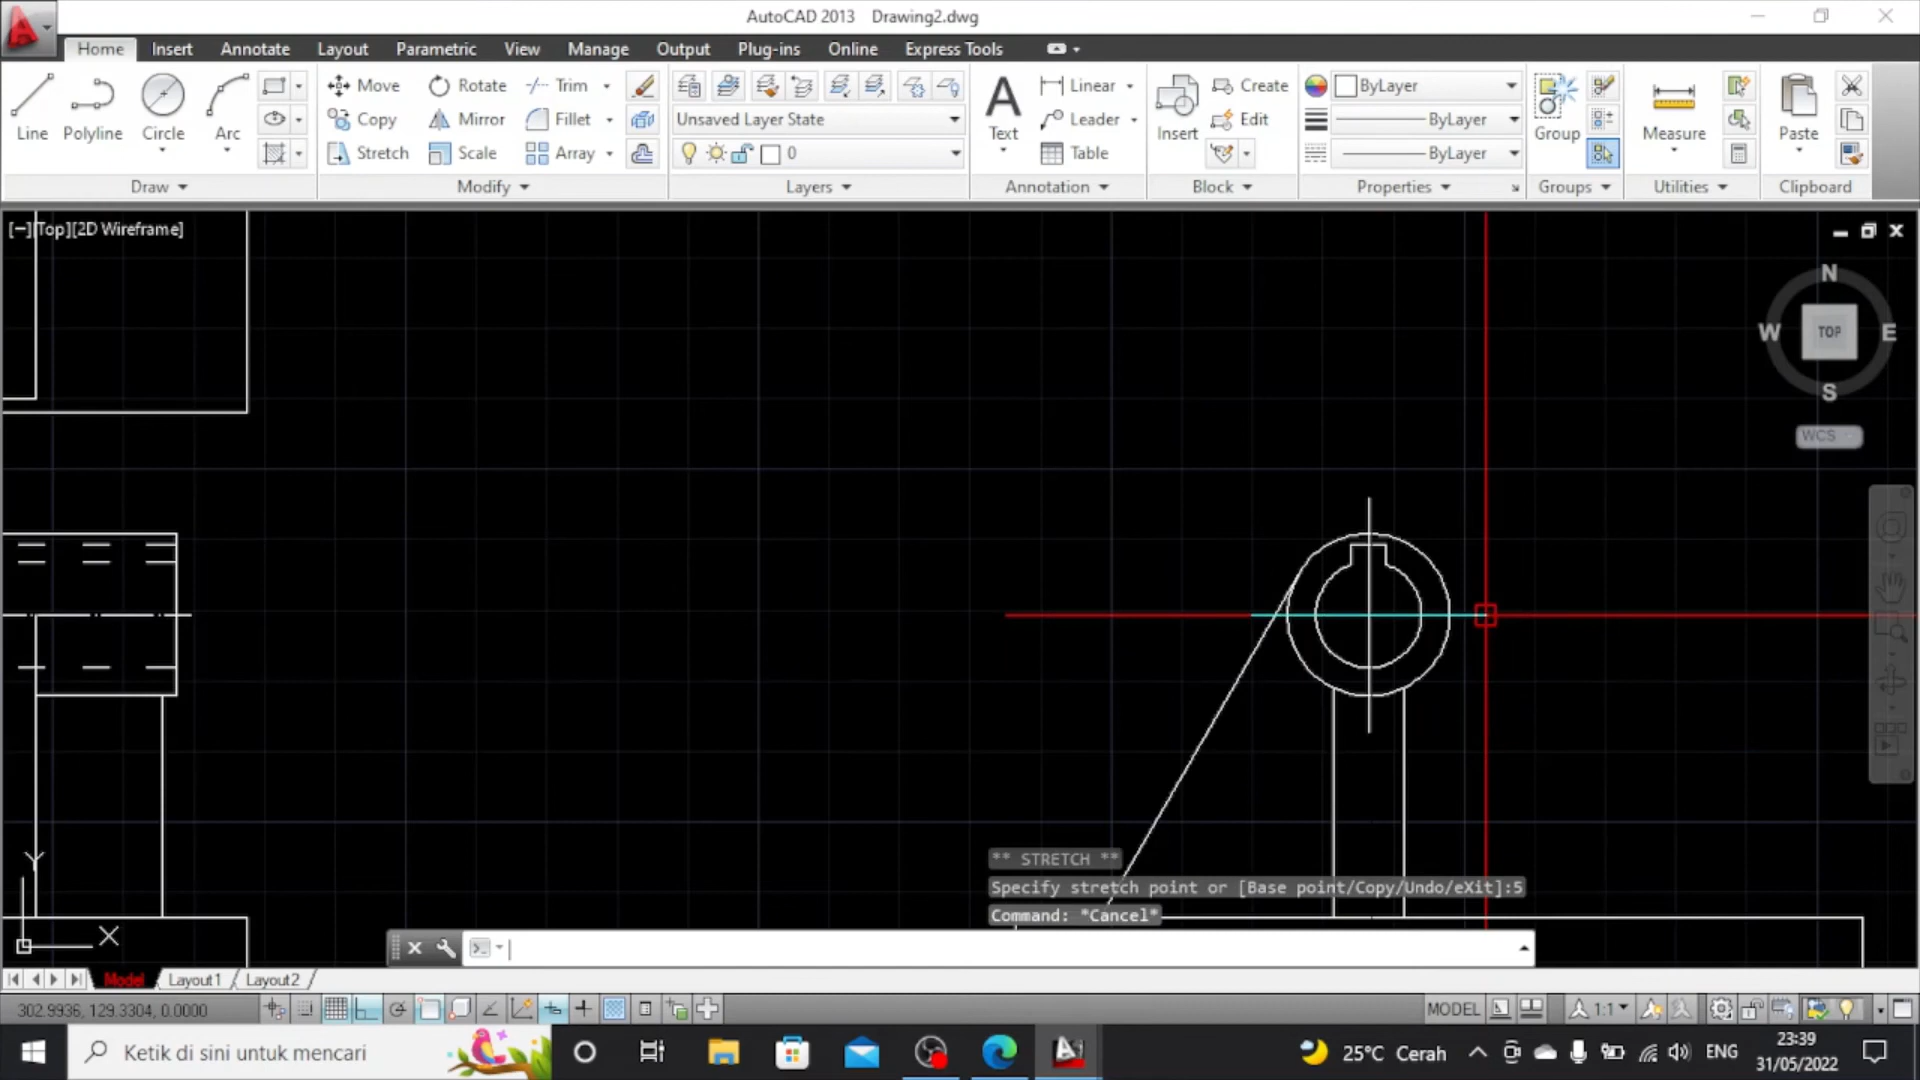 AutoCAD 2013 Drawing2.dwg
Home Insert Annotate Layout Parametric View Manage Output Plug-ins Online Express Tools
Line Polyline Circle Arc
Draw
Move Rotate Trim
Copy Mirror Fillet
Stretch Scale Array
Modify
Unsaved Layer State
0
Layers
Text
Linear
Leader
Table
Annotation
Insert
Create
Edit
Block
ByLayer
ByLayer
ByLayer
Properties
Group
Groups
Measure
Utilities
Paste
Clipboard
[−][Top][2D Wireframe]
N
W TOP E
S
WCS
Y
X
** STRETCH **
Specify stretch point or [Base point/Copy/Undo/eXit]:5
Command: *Cancel*
Model Layout1 Layout2
302.9936, 129.3304, 0.0000
MODEL 1:1
Ketik di sini untuk mencari
25°C Cerah
ENG
23:39
31/05/2022